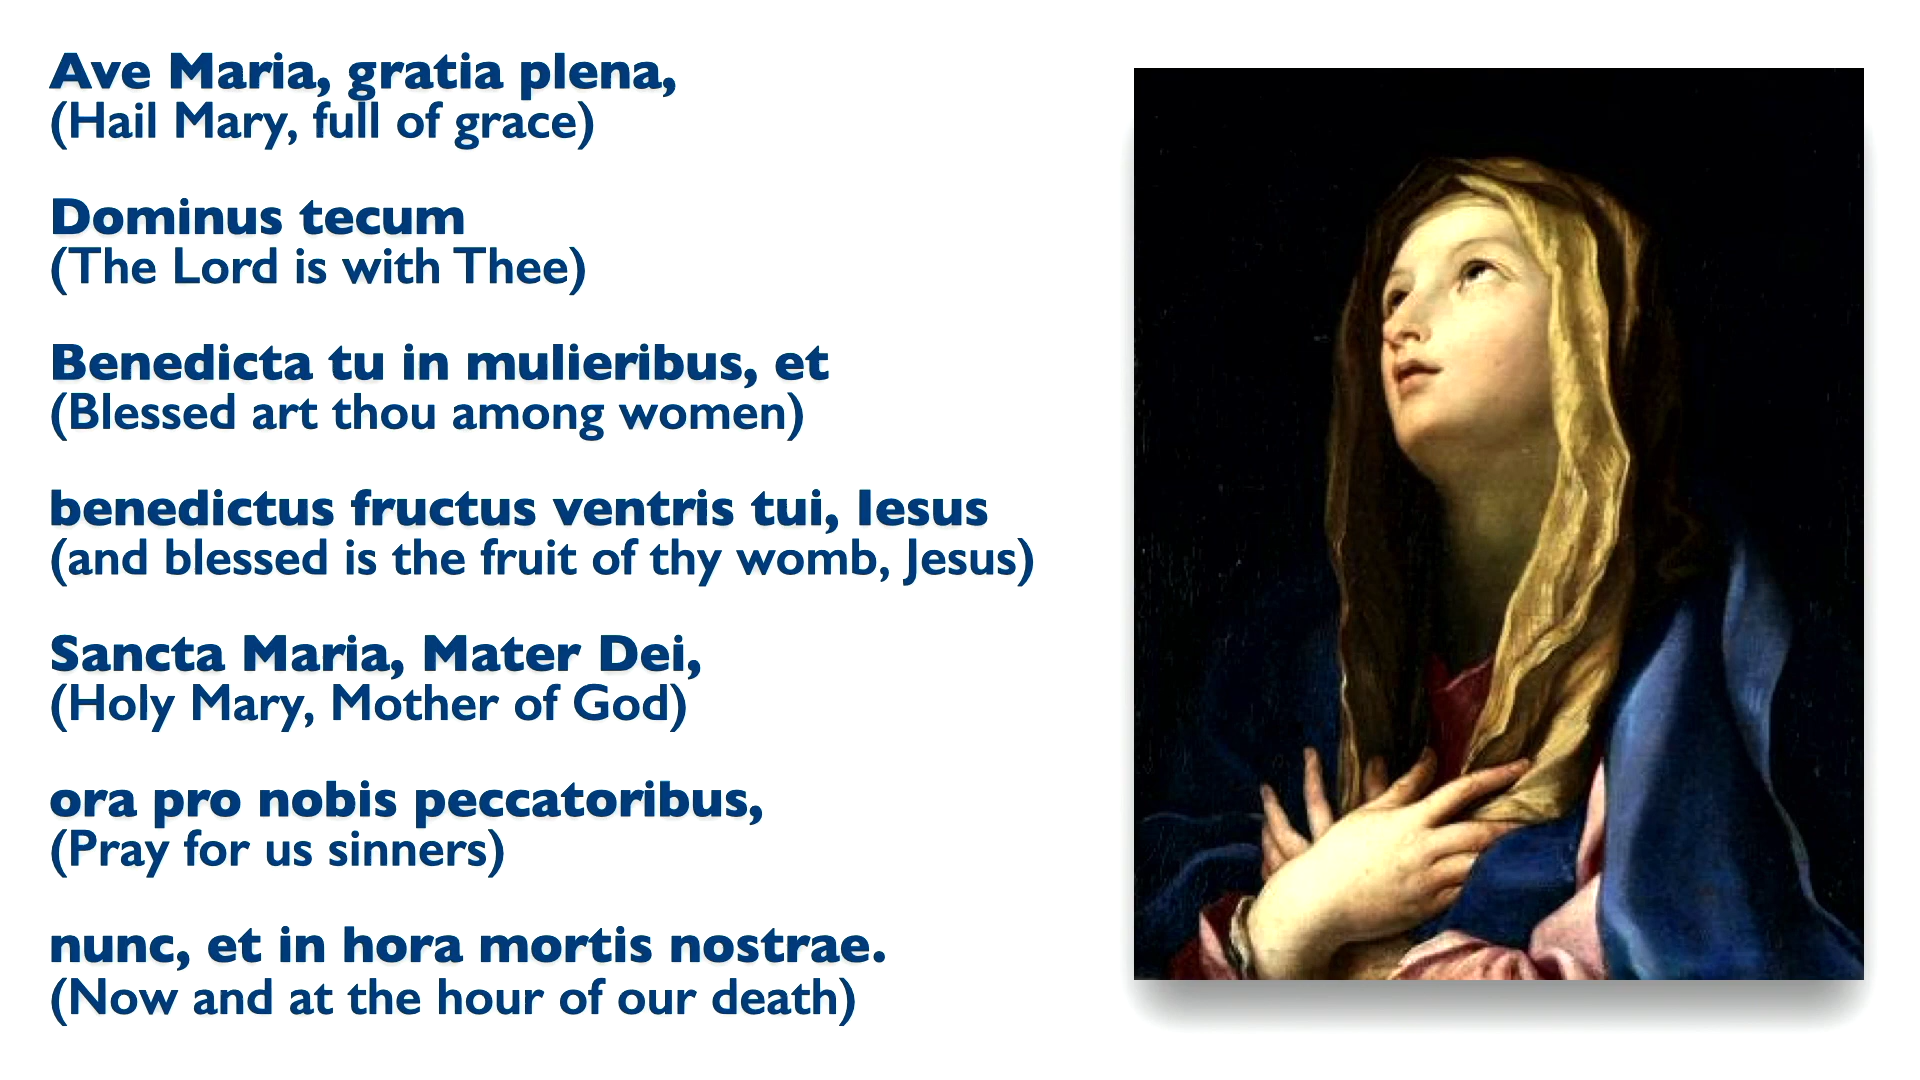 Ave Maria, gratia plena,
(Hail Mary, full of grace)
Dominus tecum
(The Lord is with Thee)
Benedicta tu in mulieribus, et
(Blessed art thou among women)
benedictus fructus ventris tui, Iesus
(and blessed is the fruit of thy womb, Jesus)
Sancta Maria, Mater Dei,
(Holy Mary, Mother of God)
ora pro nobis peccatoribus,
(Pray for us sinners)
nunc, et in hora mortis nostrae.
(Now and at the hour of our death)